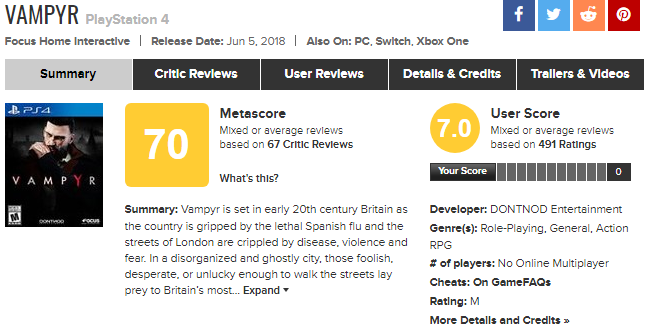 VAMPYR PlayStation 4
Focus Home Interactive | Release Date: Jun 5, 2018 | Also On: PC, Switch, Xbox One
Summary Critic Reviews User Reviews Details & Credits Trailers & Videos
PS4
VAMPYR
M
DONTNOD
FOCUS
70
Metascore
Mixed or average reviews
based on 67 Critic Reviews
What's this?
7.0
User Score
Mixed or average reviews
based on 491 Ratings
Your Score 0
Summary: Vampyr is set in early 20th century Britain as
the country is gripped by the lethal Spanish flu and the
streets of London are crippled by disease, violence and
fear. In a disorganized and ghostly city, those foolish,
desperate, or unlucky enough to walk the streets lay
prey to Britain's most... Expand
Developer: DONTNOD Entertainment
Genre(s): Role-Playing, General, Action
RPG
# of players: No Online Multiplayer
Cheats: On GameFAQs
Rating: M
More Details and Credits »